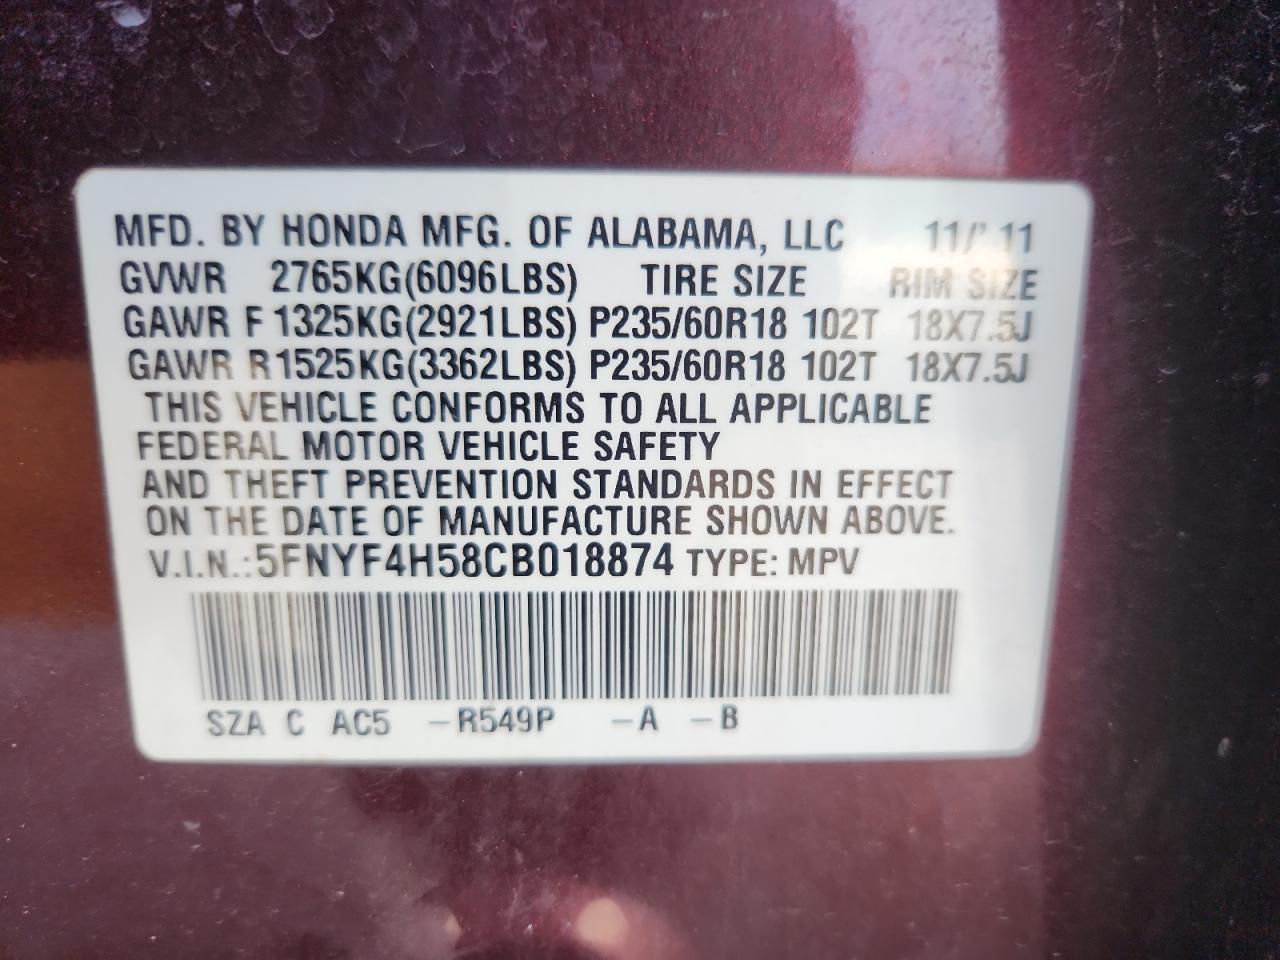 MFD. BY HONDA MFG. OF ALABAMA, LLC 11/'11
GVWR 2765KG(6096LBS) TIRE SIZE RIM SIZE
GAWR F 1325KG(2921LBS) P235/60R18 102T 18X7.5J
GAWR R 1525KG(3362LBS) P235/60R18 102T 18X7.5J
THIS VEHICLE CONFORMS TO ALL APPLICABLE
FEDERAL MOTOR VEHICLE SAFETY
AND THEFT PREVENTION STANDARDS IN EFFECT
ON THE DATE OF MANUFACTURE SHOWN ABOVE.
V.I.N.:5FNYF4H58CB018874 TYPE: MPV
SZA C AC5 -R549P -A -B